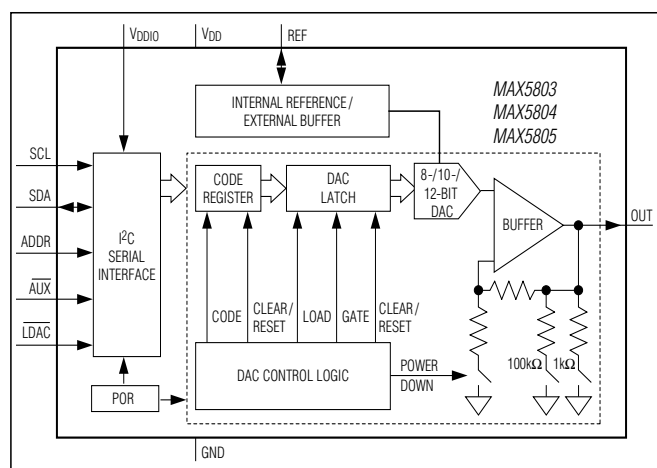 VDDIO
VDD
REF
INTERNAL REFERENCE/
EXTERNAL BUFFER
MAX5803
MAX5804
MAX5805
SCL
SDA
ADDR
AUX
LDAC
I2C
SERIAL
INTERFACE
CODE
REGISTER
DAC
LATCH
8-/10-/
12-BIT
DAC
BUFFER
OUT
CODE
CLEAR/
RESET
LOAD
GATE
CLEAR/
RESET
DAC CONTROL LOGIC
POWER
DOWN
100kΩ
1kΩ
POR
GND